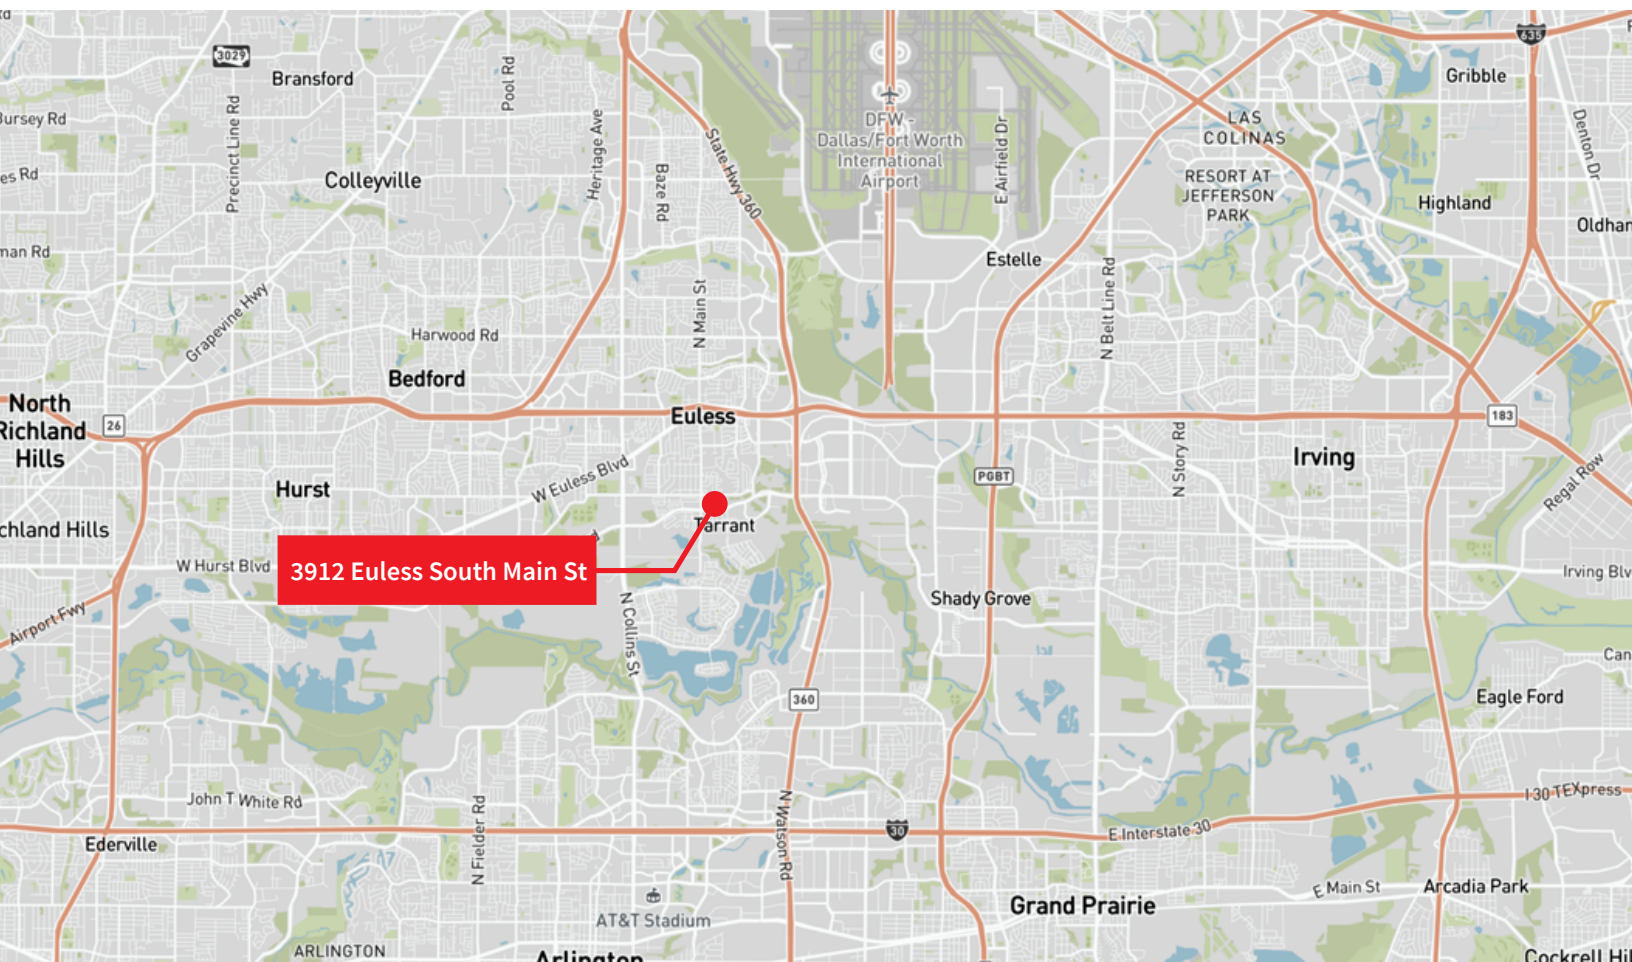 635
3029
Gribble
Bransford
Pool Rd
Precinct Line Rd
Bursey Rd
Heritage Ave
State Hwy 360
DFW -
Dallas/Fort Worth
International
Airport
E Airfield Dr
LAS
COLINAS
Denton Dr
Colleyville
Baze Rd
RESORT AT
JEFFERSON
PARK
Highland
Oldhar
es Rd
man Rd
Estelle
N Belt Line Rd
Grapevine Hwy
N Main St
Harwood Rd
Bedford
North
Richland
Hills
26
Euless
183
W Euless Blvd
PGBT
N Story Rd
Irving
Regal Row
Hurst
Tarrant
chland Hills
W Hurst Blvd
3912 Euless South Main St
Irving Blv
Airport Fwy
N Collins St
Shady Grove
Can
360
Eagle Ford
John T White Rd
N Fielder Rd
N Watson Rd
I 30 TEXpress
30
E Interstate 30
Ederville
E Main St
Arcadia Park
Grand Prairie
AT&T Stadium
ARLINGTON
Arlington
Cockrell Hil